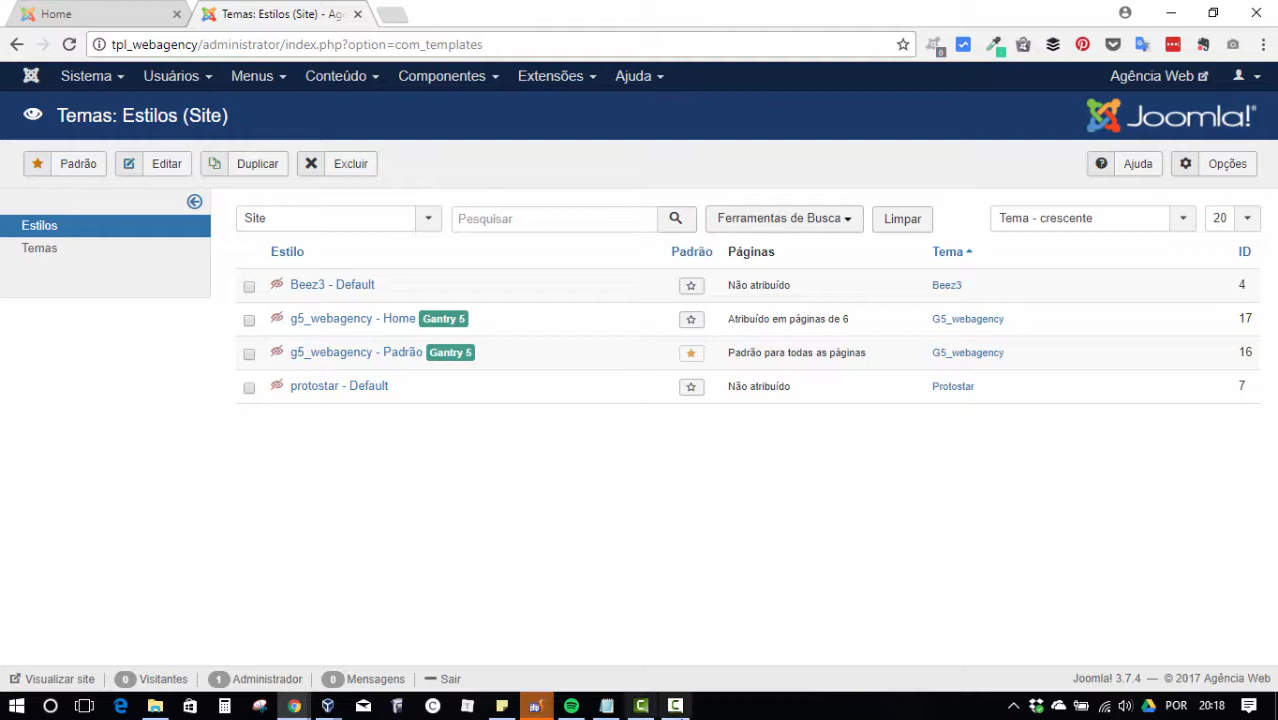 Home
Temas: Estilos (Site) - Age
tpl_webagency/administrator/index.php?option=com_templates
Sistema Usuários Menus Conteúdo Componentes Extensões Ajuda Agência Web
Temas: Estilos (Site)
Joomla!
Padrão Editar Duplicar Excluir Ajuda Opções
Estilos
Temas
Site Pesquisar Ferramentas de Busca Limpar Tema - crescente 20
Estilo Padrão Páginas Tema ID
Beez3 - Default Não atribuído Beez3 4
g5_webagency - Home Gantry 5 Atribuído em páginas de 6 G5_webagency 17
g5_webagency - Padrão Gantry 5 Padrão para todas as páginas G5_webagency 16
protostar - Default Não atribuído Protostar 7
Visualizar site 0 Visitantes 1 Administrador 0 Mensagens Sair Joomla! 3.7.4 — © 2017 Agência Web
POR 20:18